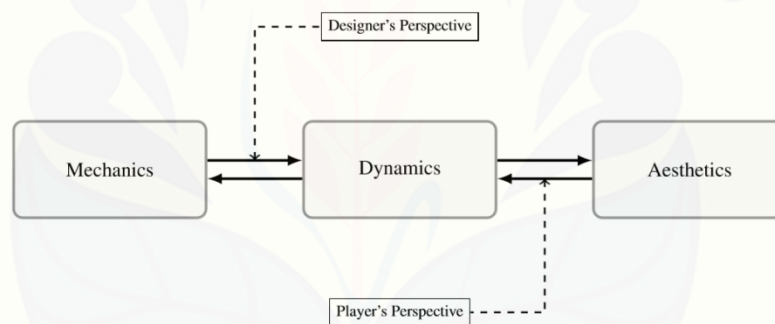 Designer's Perspective
Mechanics
Dynamics
Aesthetics
Player's Perspective